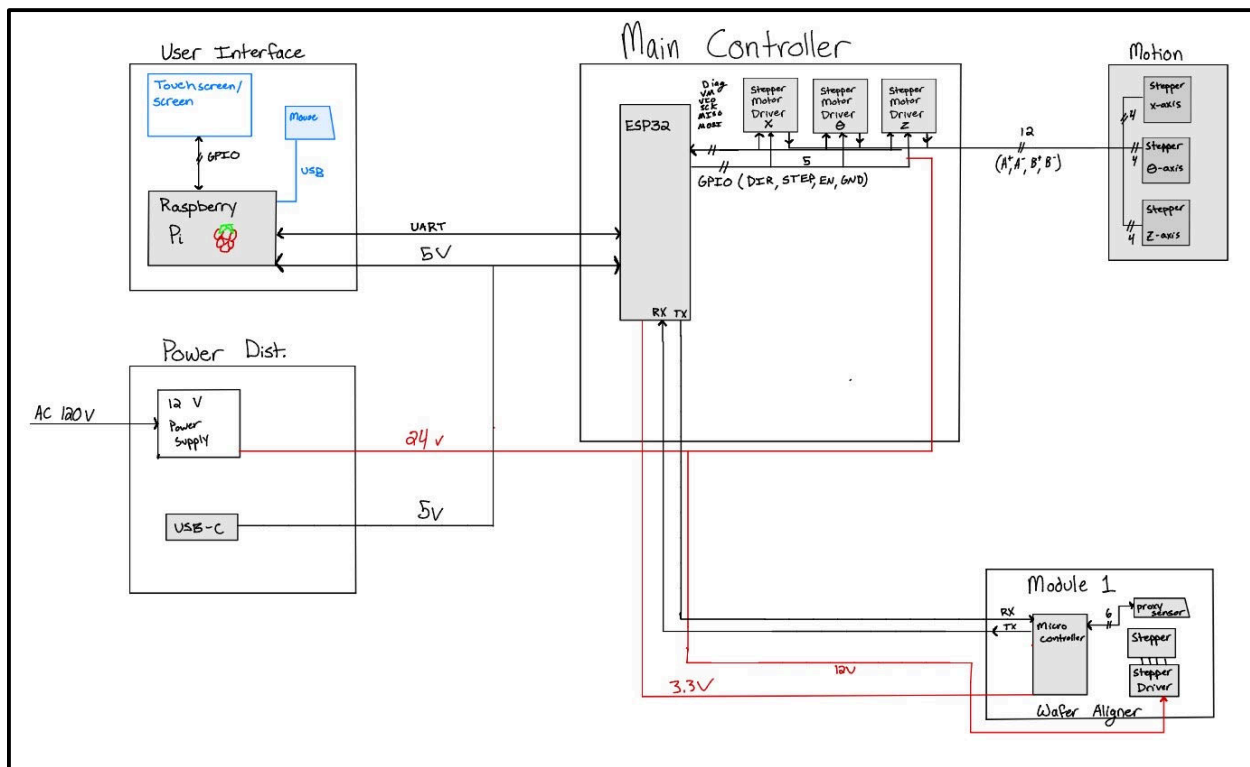 User Interface
Touchscreen/
screen
Mouse
GPIO
USB
Raspberry
Pi
UART
5V
Main Controller
ESP32
Diag
VM
VIO
SCK
MISO
MOSI
Stepper
Motor
Driver
X
Stepper
Motor
Driver
θ
Stepper
Motor
Driver
Z
5
GPIO (DIR, STEP, EN, GND)
RX TX
12
(A+, A-, B+, B-)
Motion
Stepper
x-axis
4
Stepper
θ-axis
4
Stepper
Z-axis
4
Power Dist.
AC 120V
12 V
Power
Supply
24 v
USB-C
5V
Module 1
RX
TX
Micro
Controller
6
proxy
sensor
Stepper
Stepper
Driver
12V
3.3V
Wafer Aligner